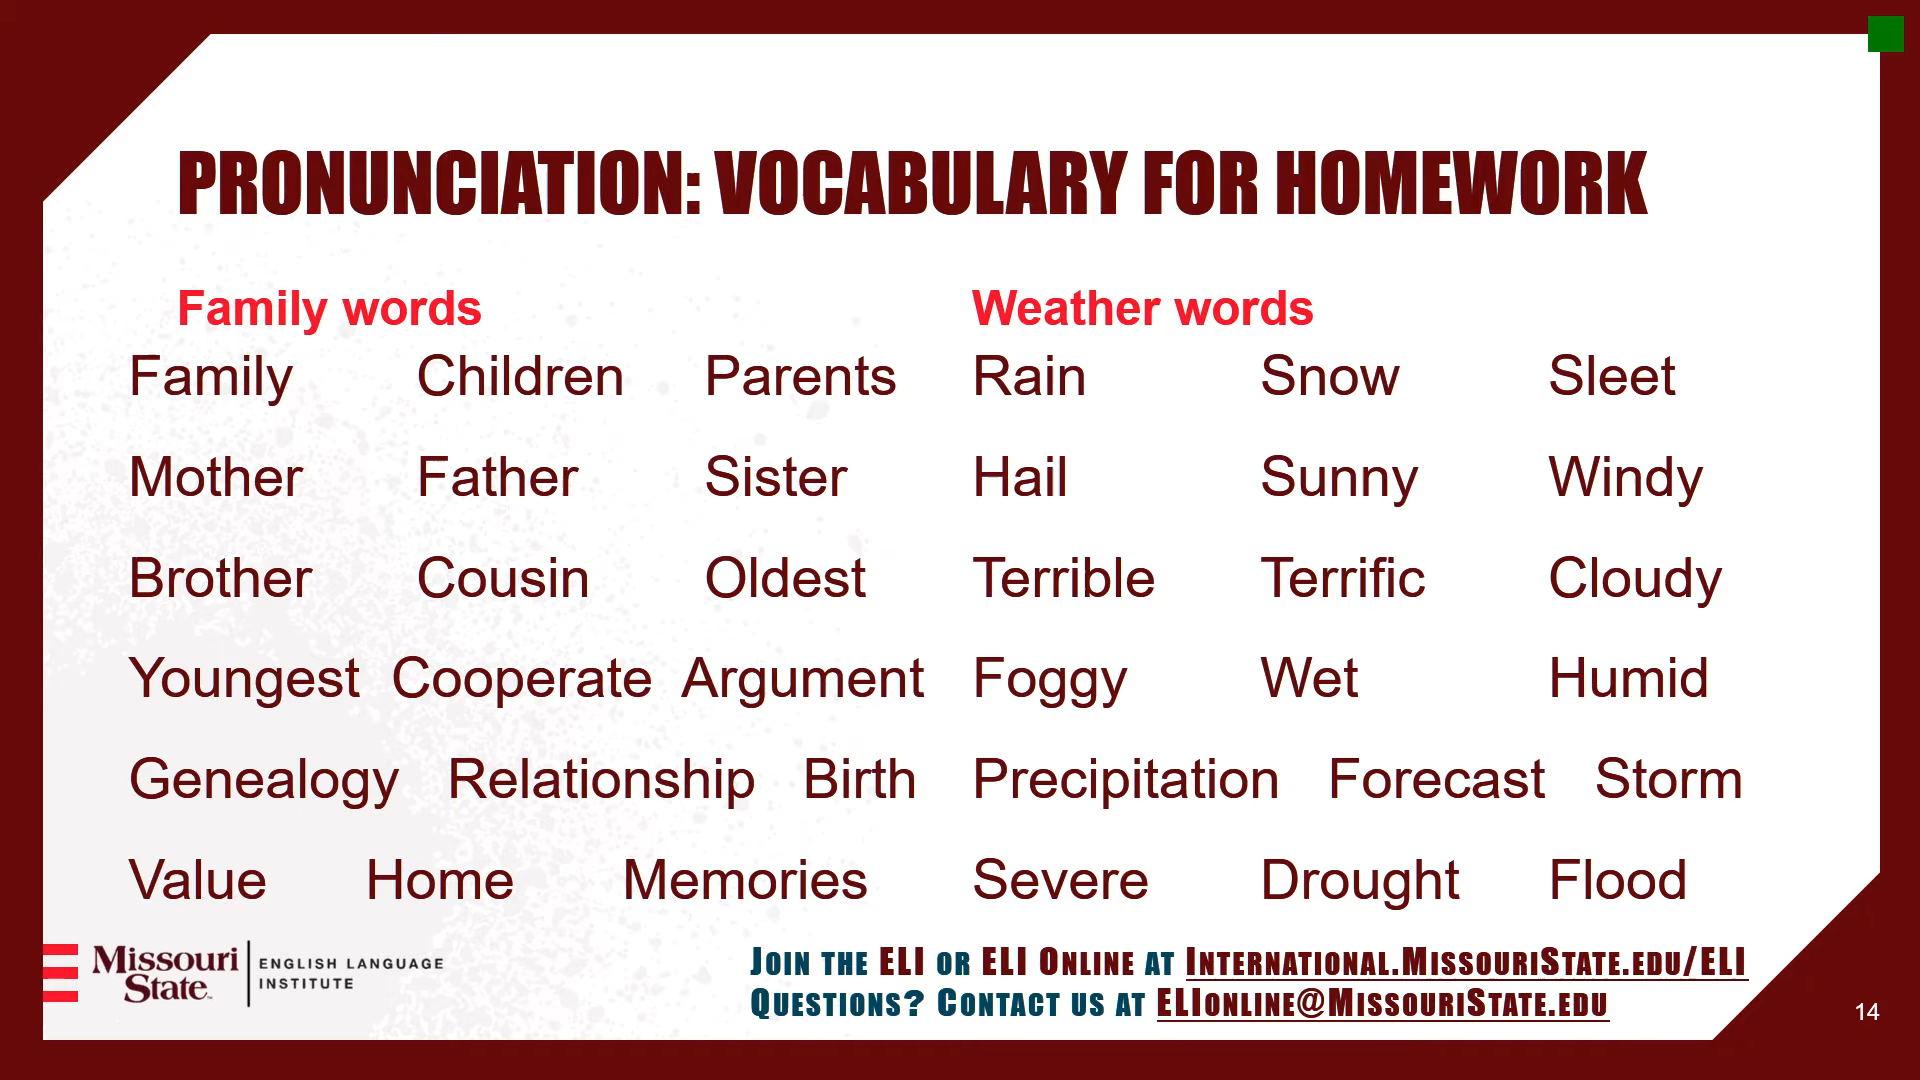 PRONUNCIATION: VOCABULARY FOR HOMEWORK
Family words
Family Children Parents
Mother Father Sister
Brother Cousin Oldest
Youngest Cooperate Argument
Genealogy Relationship Birth
Value Home Memories
Weather words
Rain Snow Sleet
Hail Sunny Windy
Terrible Terrific Cloudy
Foggy Wet Humid
Precipitation Forecast Storm
Severe Drought Flood
Missouri
State™
ENGLISH LANGUAGE
INSTITUTE
JOIN THE ELI OR ELI ONLINE AT INTERNATIONAL.MISSOURISTATE.EDU/ELI
QUESTIONS? CONTACT US AT ELIONLINE@MISSOURISTATE.EDU
14